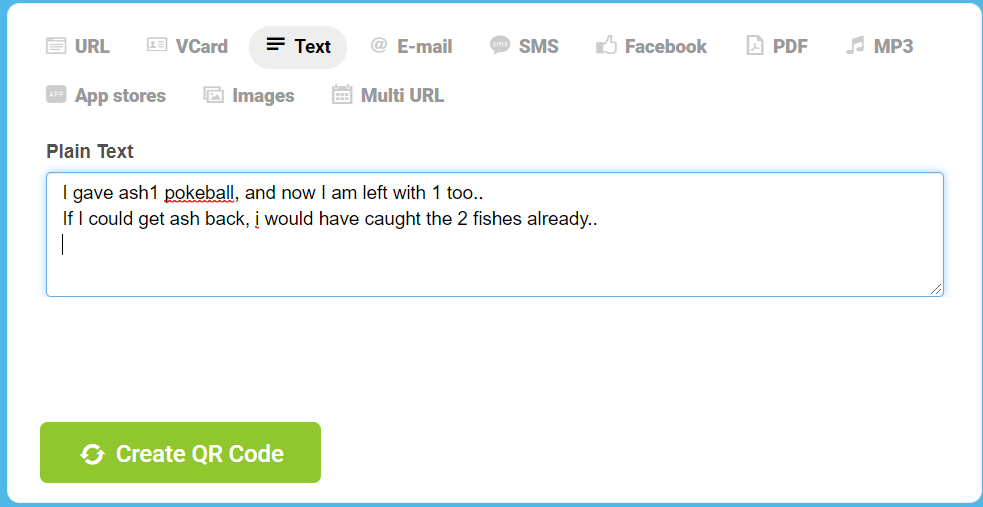 URL VCard Text @ E-mail sms SMS Facebook PDF MP3
APP App stores Images Multi URL
Plain Text
I gave ash1 pokeball, and now I am left with 1 too..
If I could get ash back, i would have caught the 2 fishes already..
Create QR Code